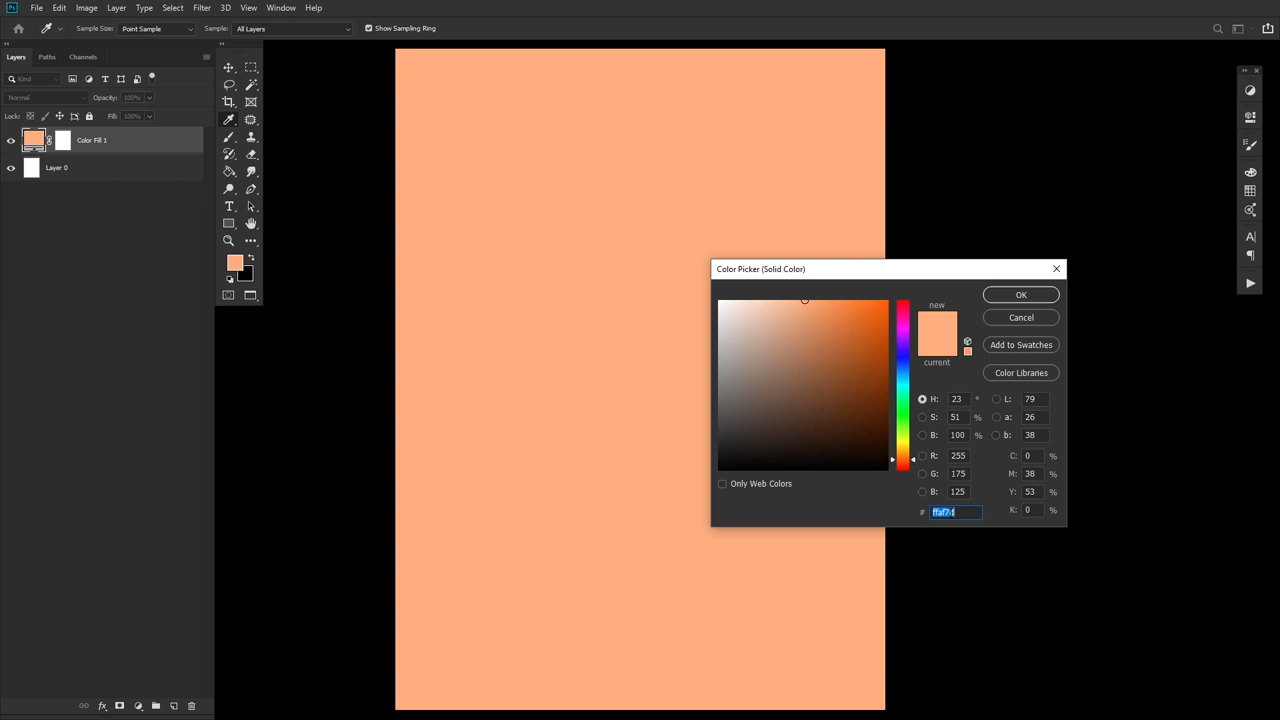 Ps File Edit Image Layer Type Select Filter 3D View Window Help
Sample Size: Point Sample Sample: All Layers Show Sampling Ring
Layers Paths Channels
Kind
Normal Opacity: 100%
Lock: Fill: 100%
Color Fill 1
Layer 0
Color Picker (Solid Color)
new
current
OK
Cancel
Add to Swatches
Color Libraries
H: 23 ° L: 79
S: 51 % a: 26
B: 100 % b: 38
R: 255 C: 0 %
G: 175 M: 38 %
B: 125 Y: 53 %
# K: 0 %
Only Web Colors